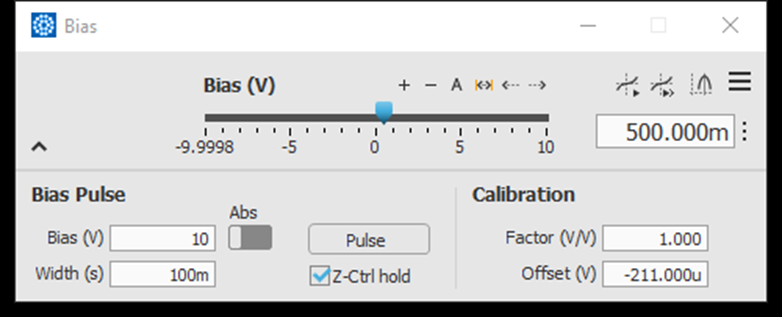 Bias
Bias (V)
+ − A
500.000m
-9.9998 -5 0 5 10
Bias Pulse
Calibration
Abs
Bias (V) 10
Pulse
Factor (V/V) 1.000
Width (s) 100m
Z-Ctrl hold
Offset (V) -211.000u